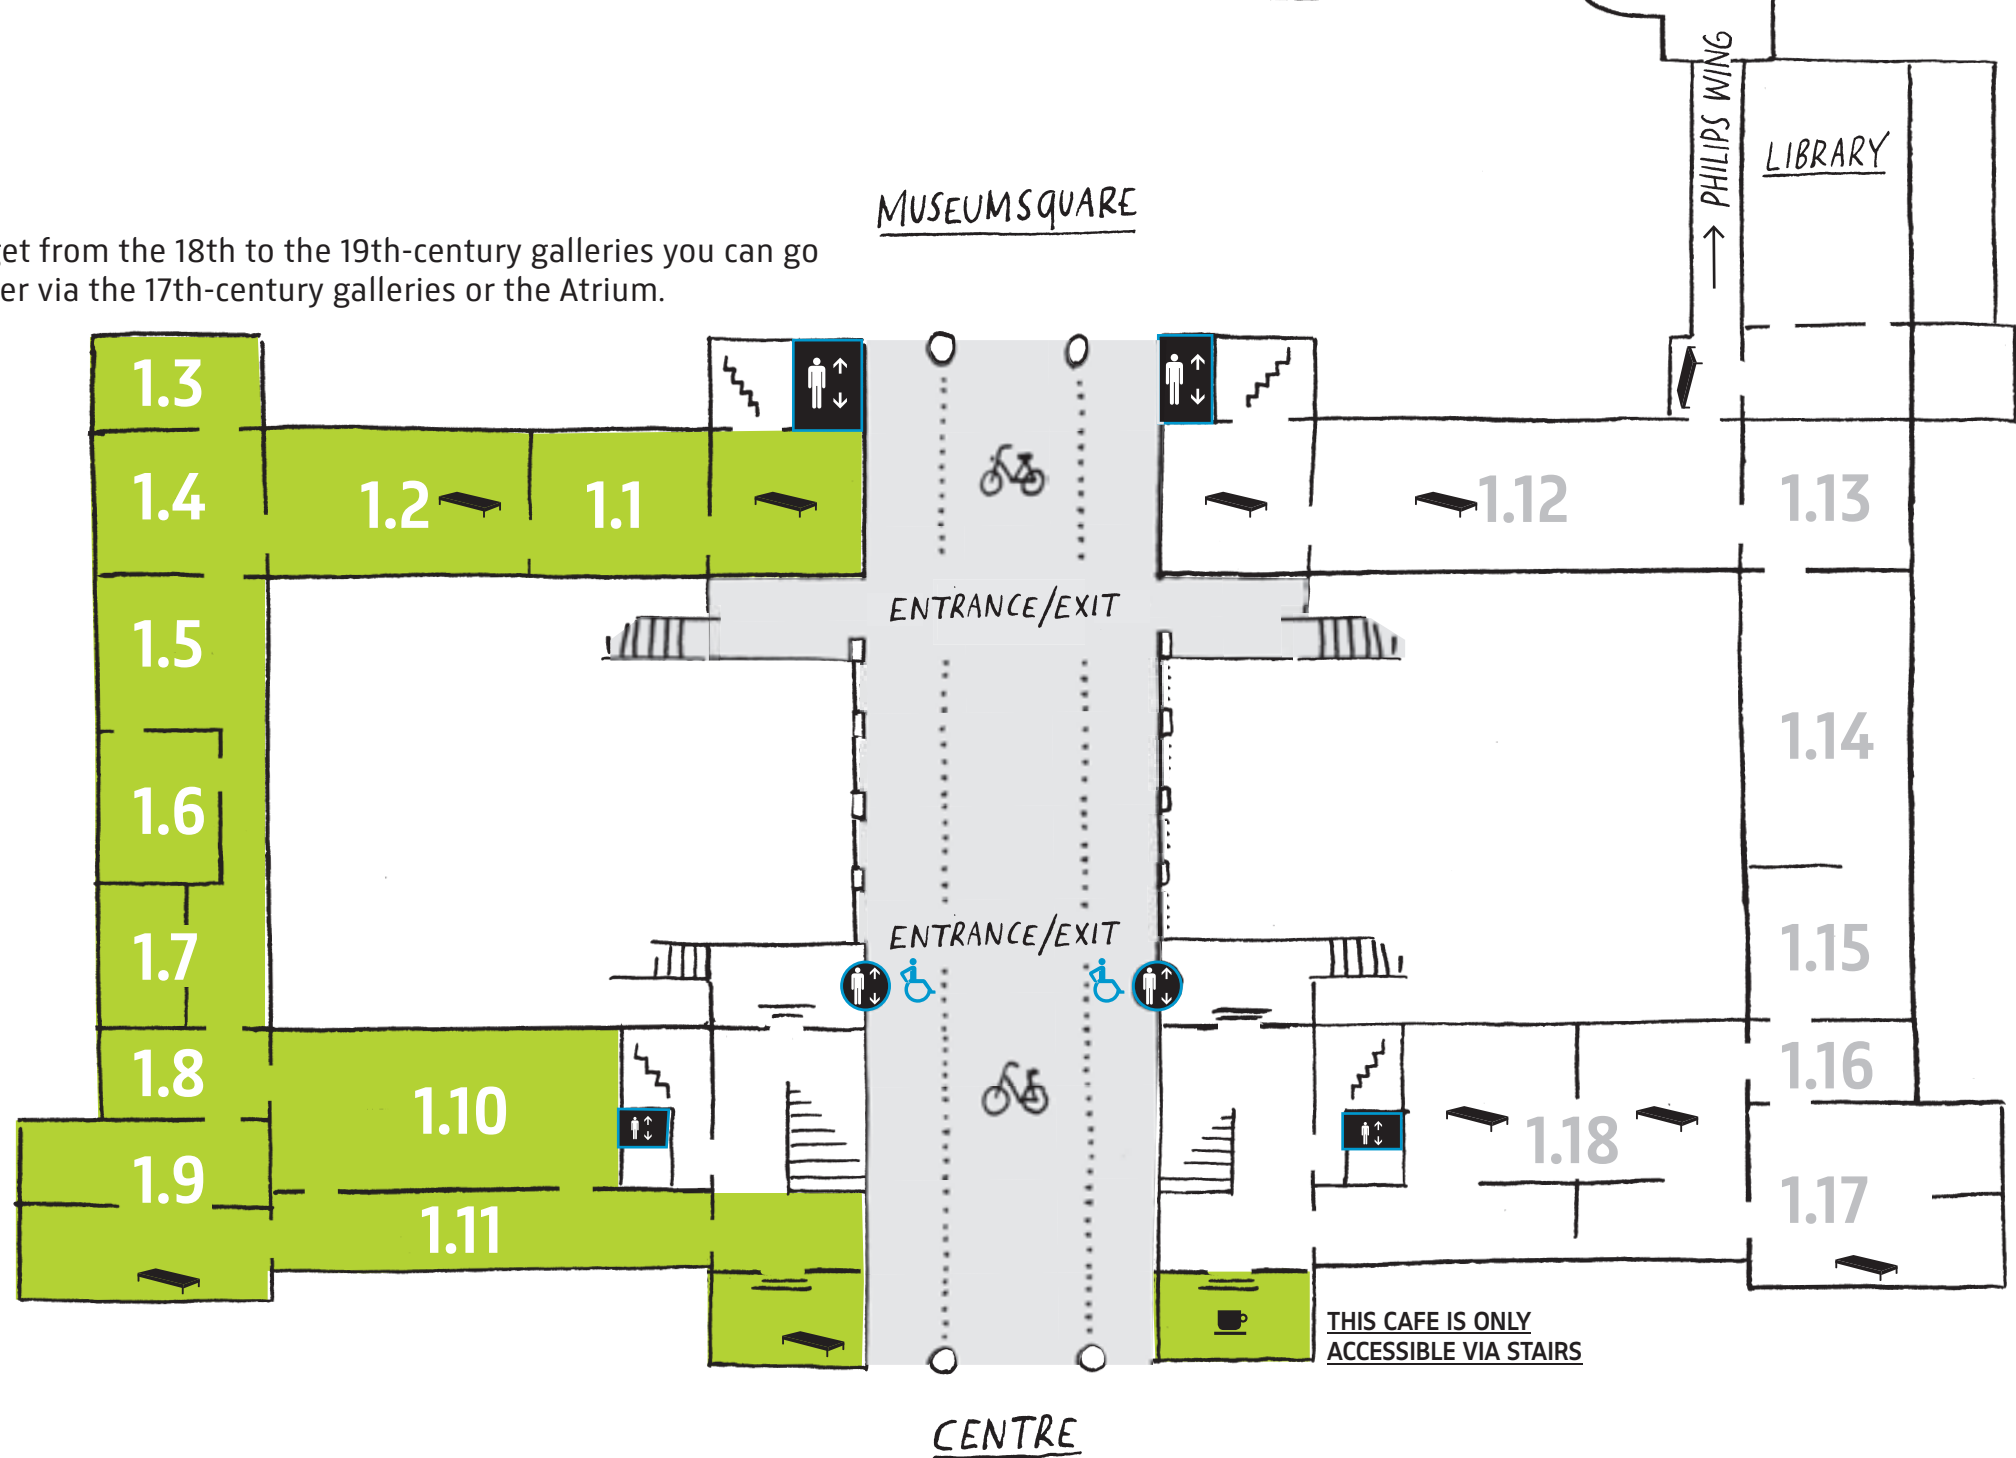 PHILIPS WING
LIBRARY
MUSEUMSQUARE
get from the 18th to the 19th-century galleries you can go
er via the 17th-century galleries or the Atrium.
1.3
1.4
1.2
1.1
1.12
1.13
ENTRANCE/EXIT
1.5
1.14
1.6
ENTRANCE/EXIT
1.7
1.15
1.8
1.10
1.16
1.18
1.9
1.17
1.11
THIS CAFE IS ONLY
ACCESSIBLE VIA STAIRS
CENTRE